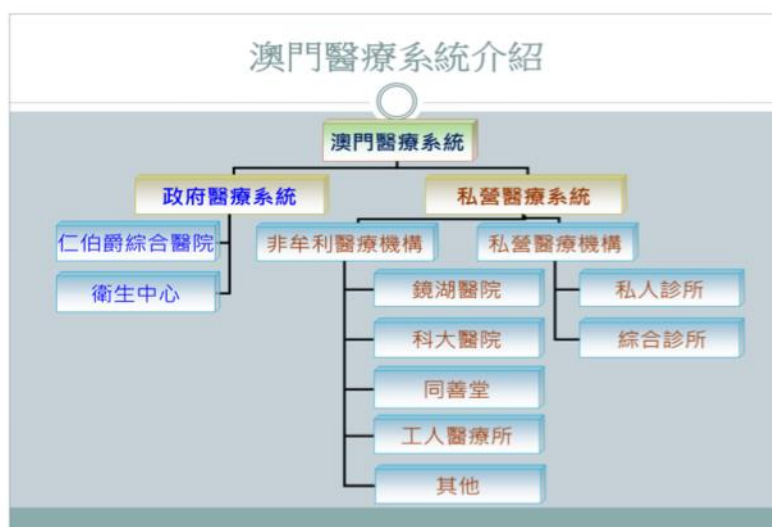 澳門醫療系統介紹
澳門醫療系統
政府醫療系統
私營醫療系統
仁伯爵綜合醫院
衛生中心
非牟利醫療機構
私營醫療機構
鏡湖醫院
科大醫院
同善堂
工人醫療所
其他
私人診所
綜合診所